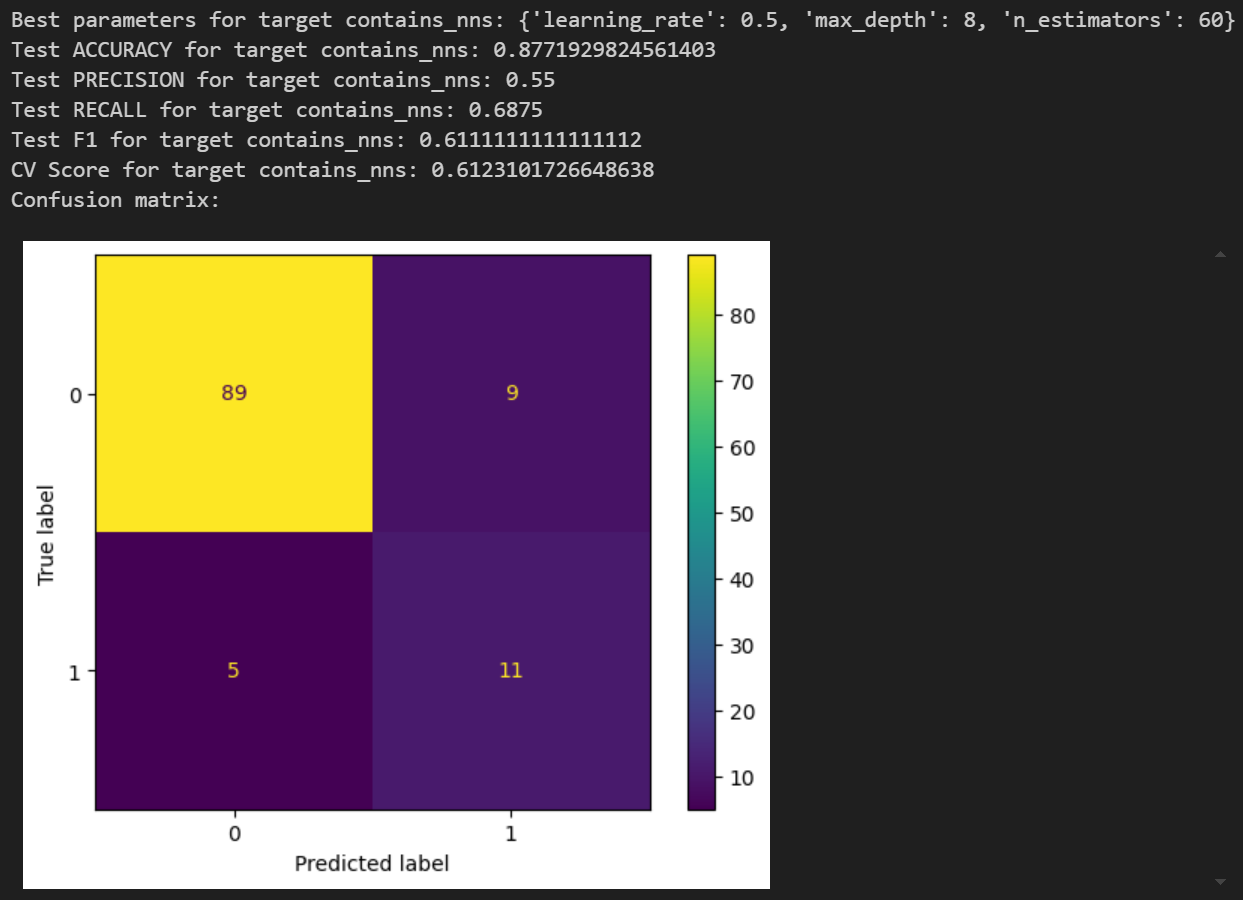 Best parameters for target contains_nns: {'learning_rate': 0.5, 'max_depth': 8, 'n_estimators': 60}
Test ACCURACY for target contains_nns: 0.8771929824561403
Test PRECISION for target contains_nns: 0.55
Test RECALL for target contains_nns: 0.6875
Test F1 for target contains_nns: 0.6111111111111112
CV Score for target contains_nns: 0.6123101726648638
Confusion matrix:
True label
0
1
89
9
5
11
0
1
Predicted label
80
70
60
50
40
30
20
10